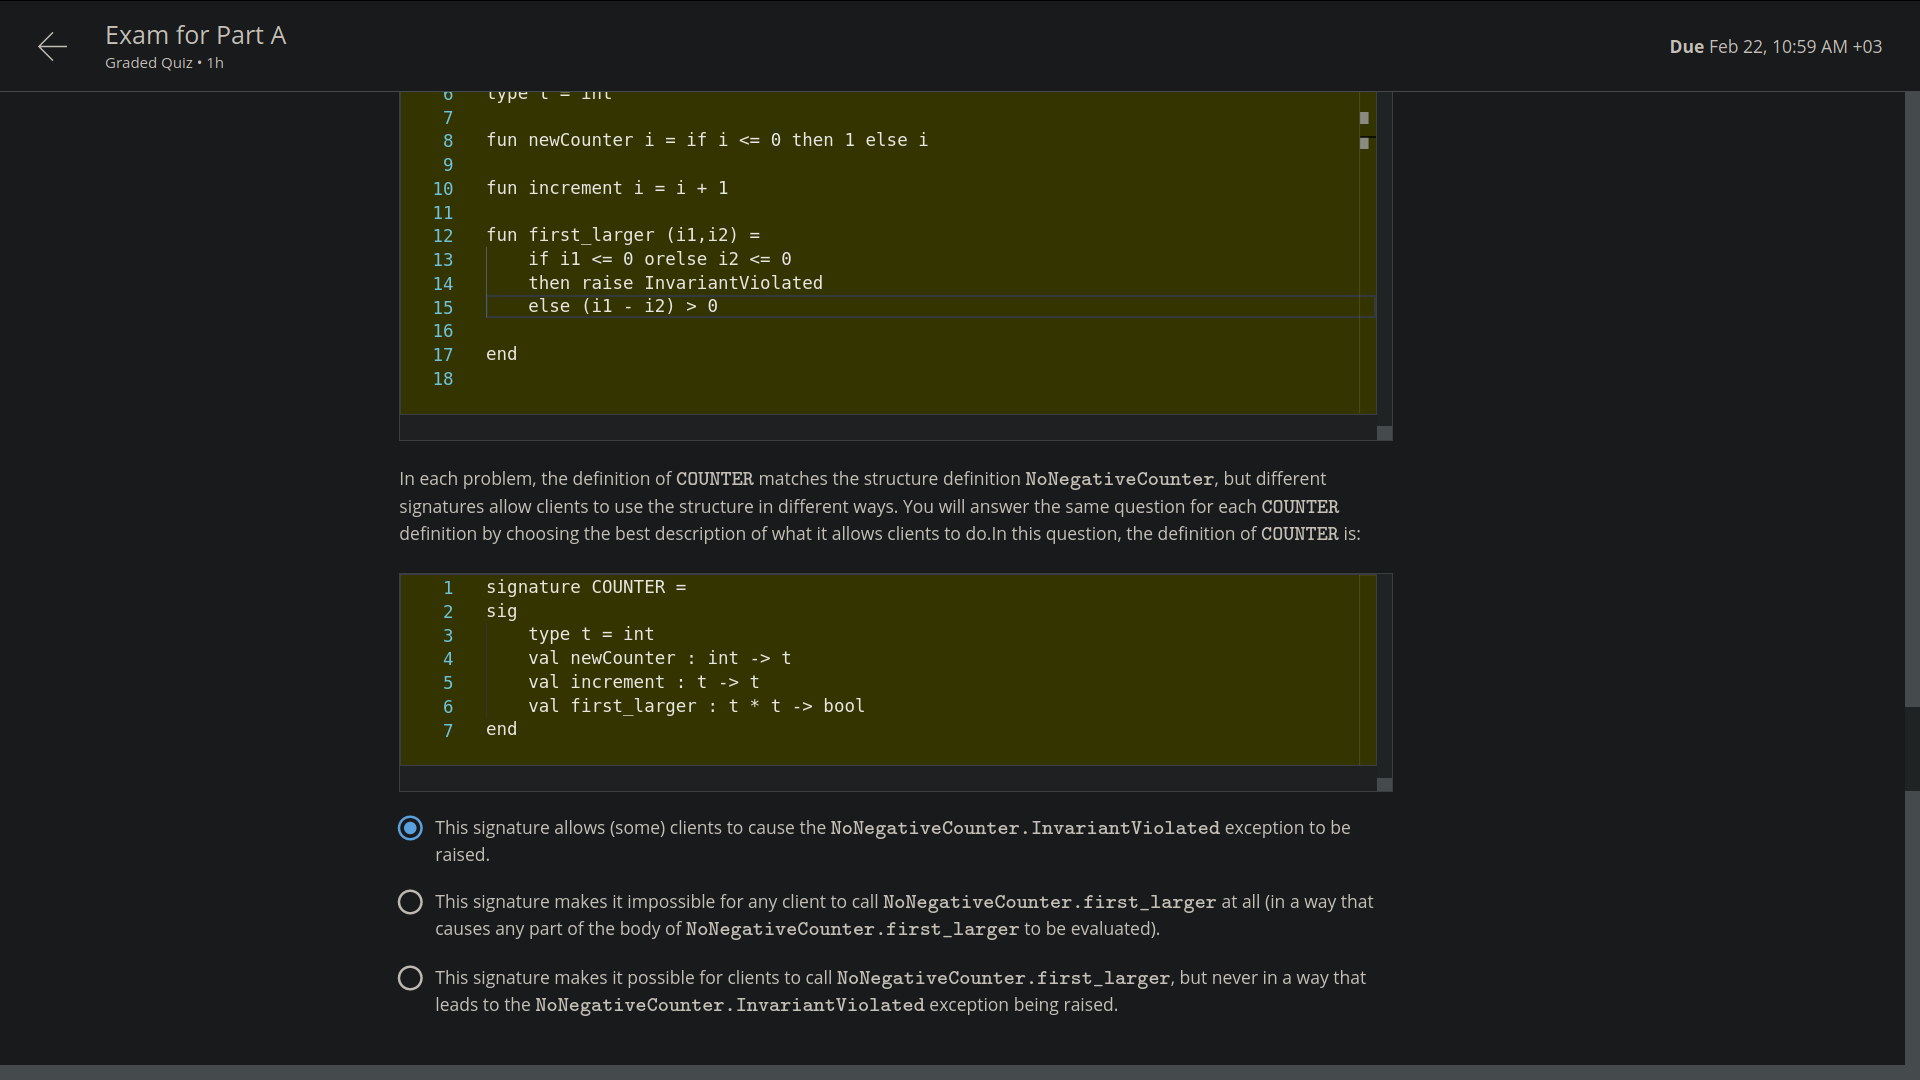 Exam for Part A
Graded Quiz • 1h
Due Feb 22, 10:59 AM +03
6 type t = int
7
8 fun newCounter i = if i <= 0 then 1 else i
9
10 fun increment i = i + 1
11
12 fun first_larger (i1,i2) =
13 if i1 <= 0 orelse i2 <= 0
14 then raise InvariantViolated
15 else (i1 - i2) > 0
16
17 end
18
In each problem, the definition of COUNTER matches the structure definition NoNegativeCounter, but different
signatures allow clients to use the structure in different ways. You will answer the same question for each COUNTER
definition by choosing the best description of what it allows clients to do.In this question, the definition of COUNTER is:
1 signature COUNTER =
2 sig
3 type t = int
4 val newCounter : int -> t
5 val increment : t -> t
6 val first_larger : t * t -> bool
7 end
This signature allows (some) clients to cause the NoNegativeCounter.InvariantViolated exception to be
raised.
This signature makes it impossible for any client to call NoNegativeCounter.first_larger at all (in a way that
causes any part of the body of NoNegativeCounter.first_larger to be evaluated).
This signature makes it possible for clients to call NoNegativeCounter.first_larger, but never in a way that
leads to the NoNegativeCounter.InvariantViolated exception being raised.